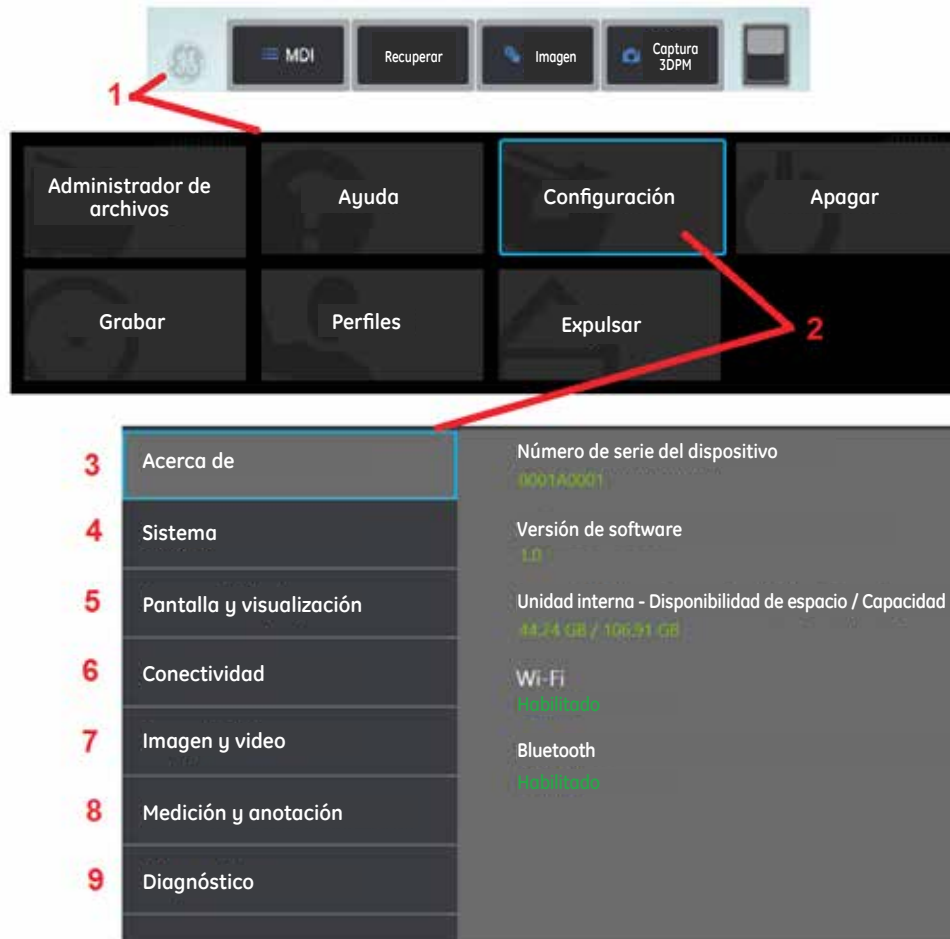 MDI
Recuperar
Imagen
Captura
3DPM
1
Administrador de
archivos
Ayuda
Configuración
Apagar
Grabar
Perfiles
Expulsar
2
3
Acerca de
4
Sistema
5
Pantalla y visualización
6
Conectividad
7
Imagen y video
8
Medición y anotación
9
Diagnóstico
Número de serie del dispositivo
0001A0001
Versión de software
1.0
Unidad interna - Disponibilidad de espacio / Capacidad
44.74 GB / 106.91 GB
Wi-Fi
Habilitado
Bluetooth
Habilitado